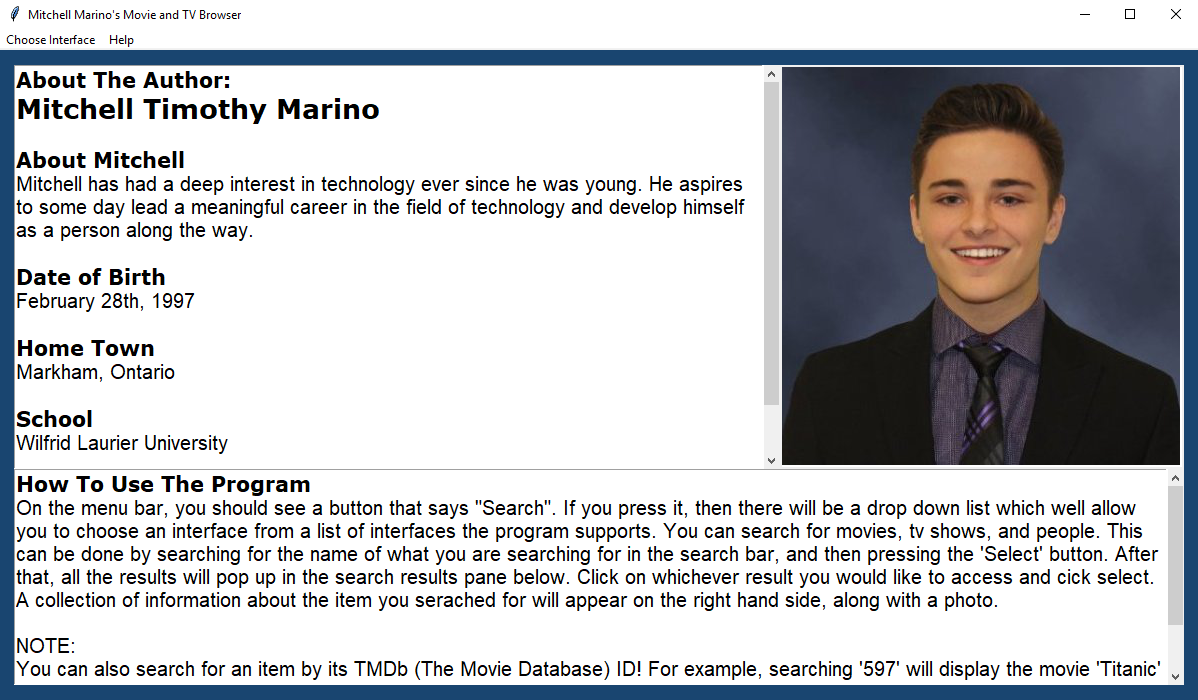 Mitchell Marino's Movie and TV Browser
Choose Interface Help
About The Author:
Mitchell Timothy Marino
About Mitchell
Mitchell has had a deep interest in technology ever since he was young. He aspires
to some day lead a meaningful career in the field of technology and develop himself
as a person along the way.
Date of Birth
February 28th, 1997
Home Town
Markham, Ontario
School
Wilfrid Laurier University
How To Use The Program
On the menu bar, you should see a button that says "Search". If you press it, then there will be a drop down list which well allow
you to choose an interface from a list of interfaces the program supports. You can search for movies, tv shows, and people. This
can be done by searching for the name of what you are searching for in the search bar, and then pressing the 'Select' button. After
that, all the results will pop up in the search results pane below. Click on whichever result you would like to access and cick select.
A collection of information about the item you serached for will appear on the right hand side, along with a photo.
NOTE:
You can also search for an item by its TMDb (The Movie Database) ID! For example, searching '597' will display the movie 'Titanic'